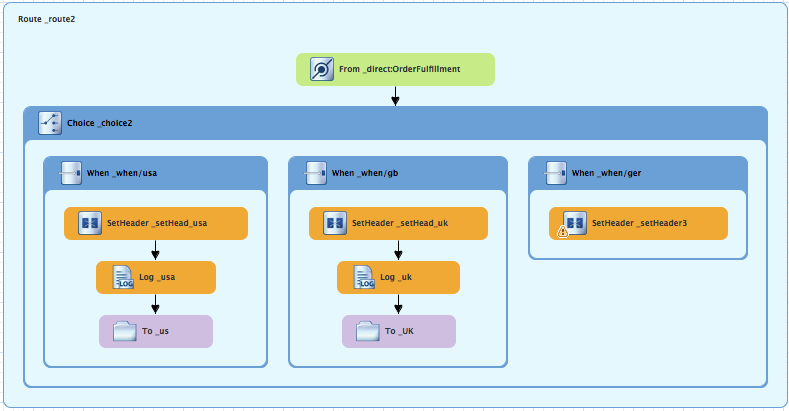 Route _route2
From _direct:OrderFulfillment
Choice _choice2
When _when/usa
When _when/gb
When _when/ger
SetHeader _setHead_usa
SetHeader _setHead_uk
SetHeader _setHeader3
LOG
Log _usa
LOG
Log _uk
To _us
To _UK